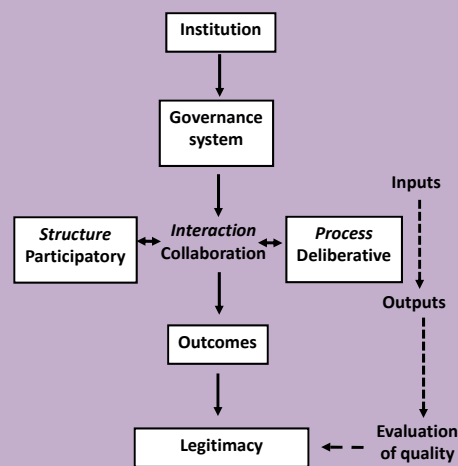 Institution
Governance
system
Inputs
Structure
Participatory
Interaction
Collaboration
Process
Deliberative
Outputs
Outcomes
Legitimacy
Evaluation
of quality